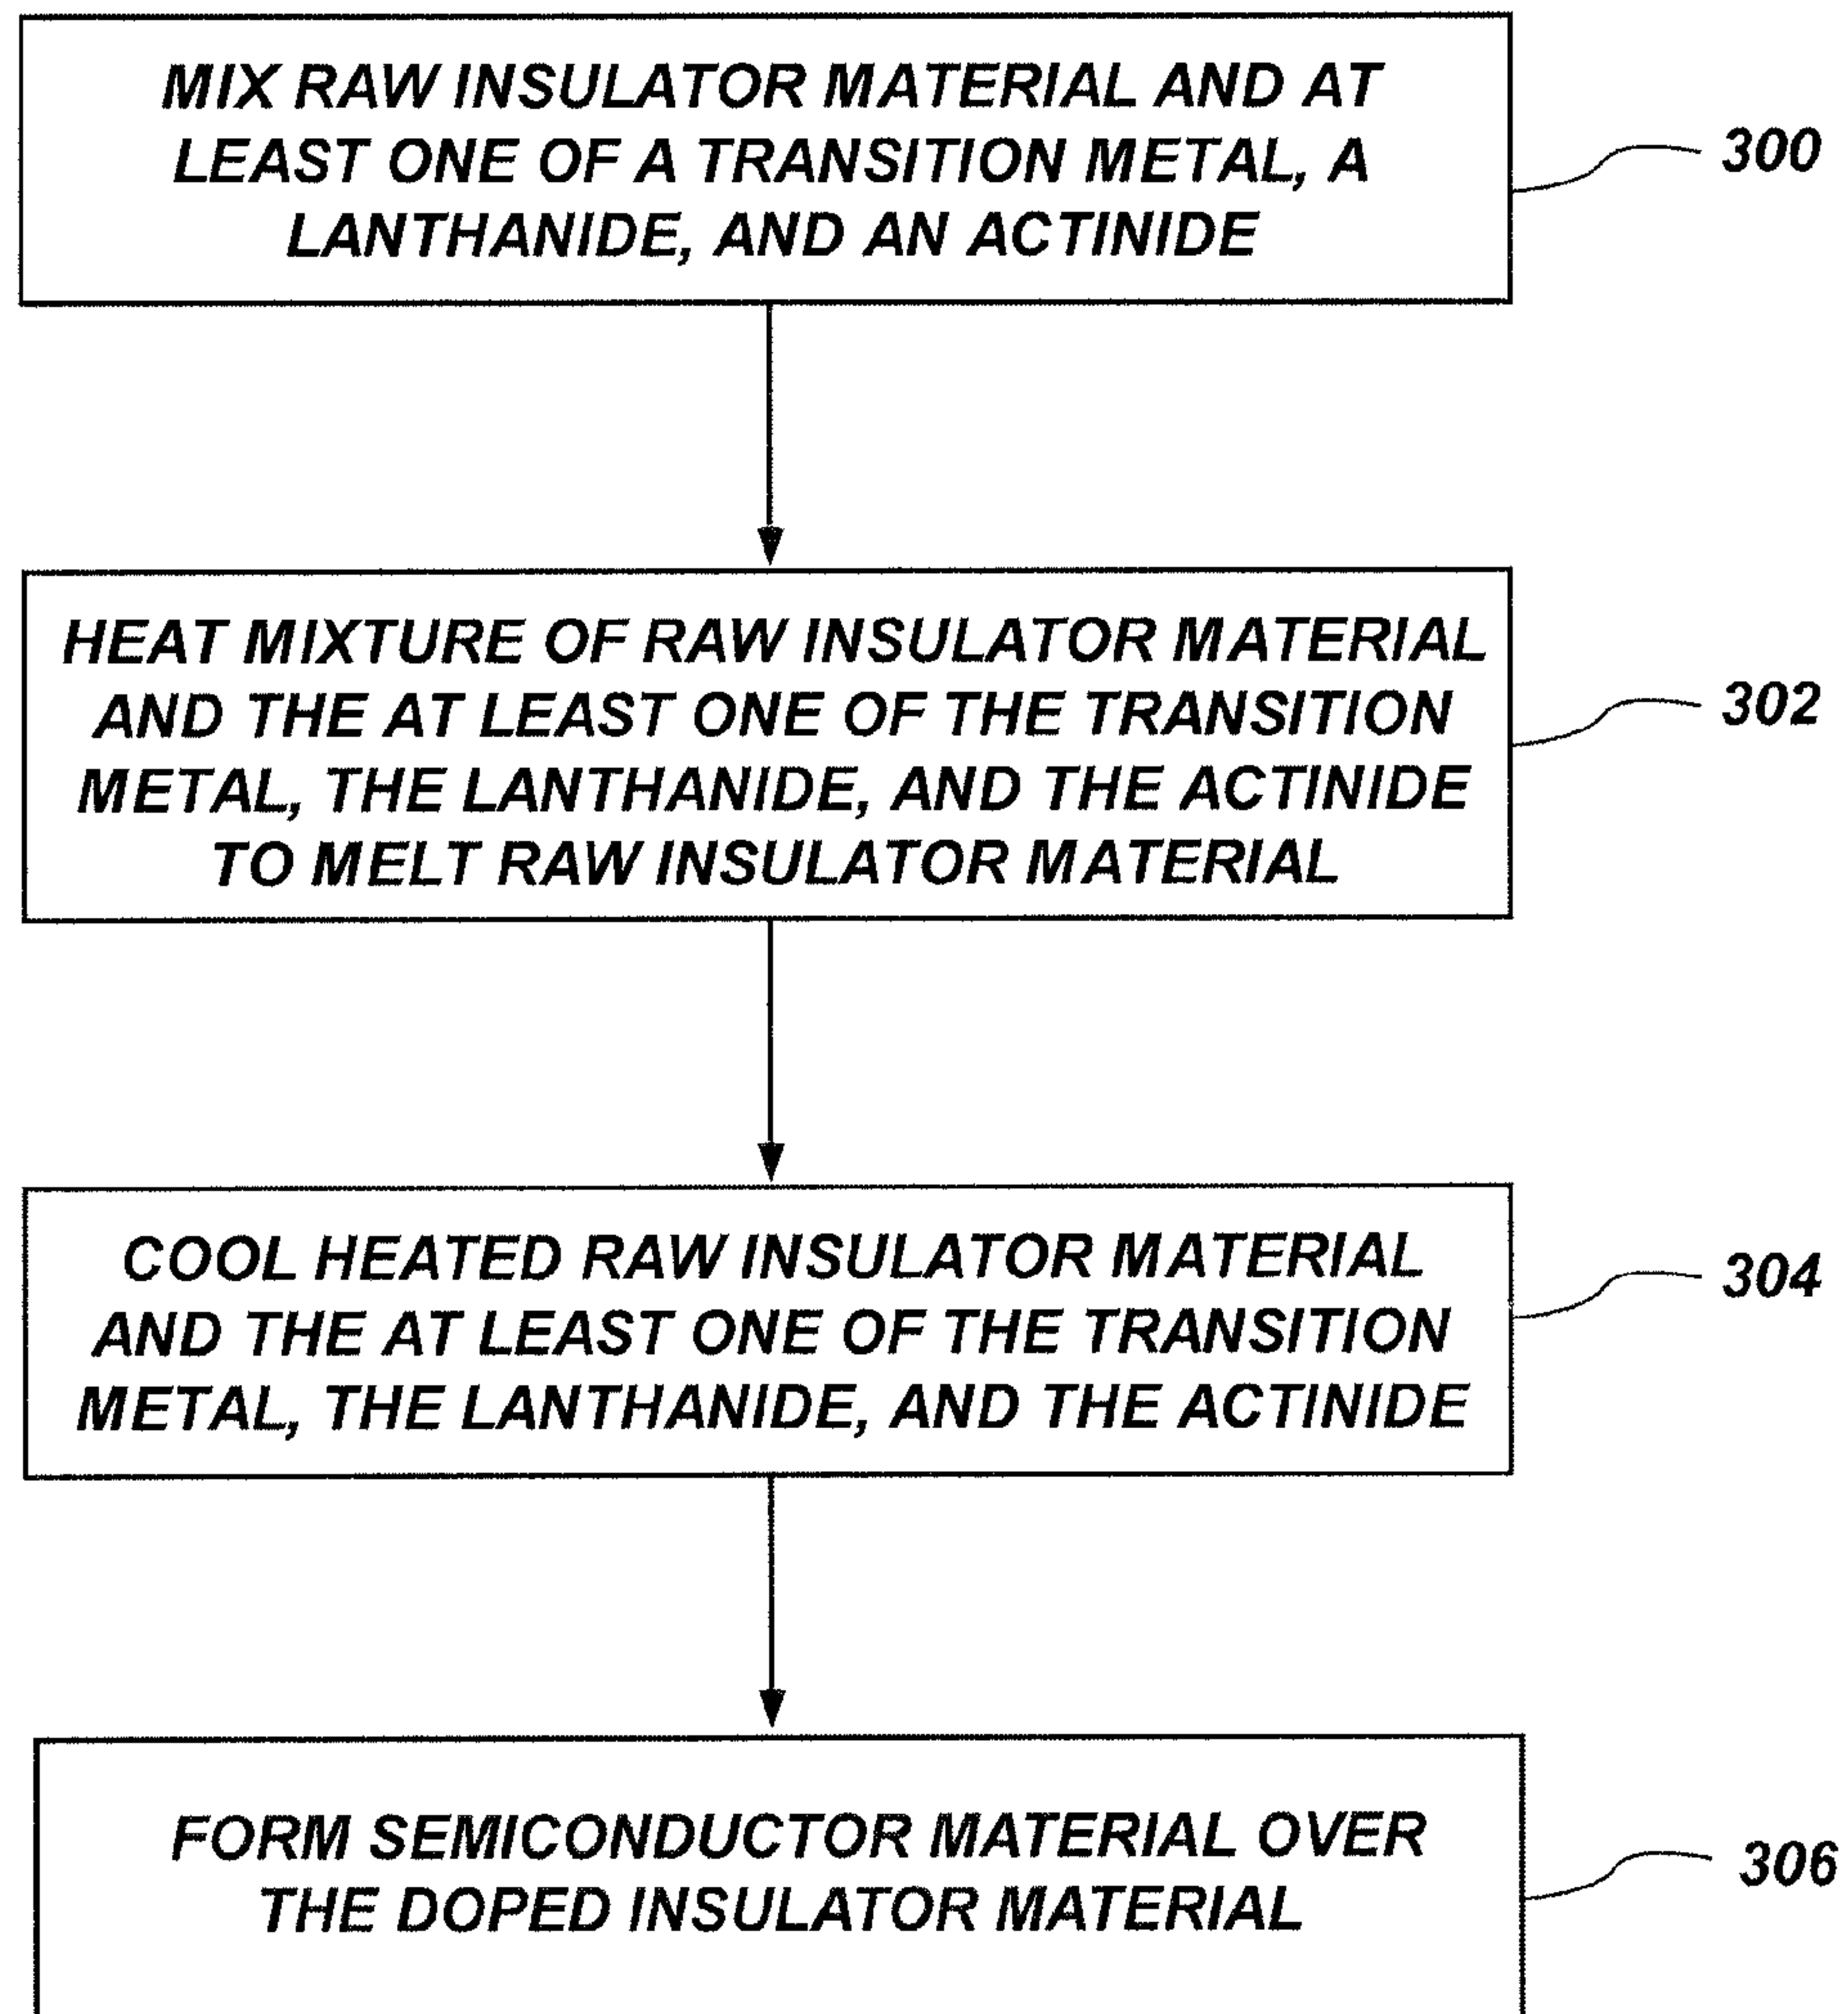 MIX RAW INSULATOR MATERIAL AND AT
LEAST ONE OF A TRANSITION METAL, A
LANTHANIDE, AND AN ACTINIDE
300
HEAT MIXTURE OF RAW INSULATOR MATERIAL
AND THE AT LEAST ONE OF THE TRANSITION
METAL, THE LANTHANIDE, AND THE ACTINIDE
TO MELT RAW INSULATOR MATERIAL
302
COOL HEATED RAW INSULATOR MATERIAL
AND THE AT LEAST ONE OF THE TRANSITION
METAL, THE LANTHANIDE, AND THE ACTINIDE
304
FORM SEMICONDUCTOR MATERIAL OVER
THE DOPED INSULATOR MATERIAL
306